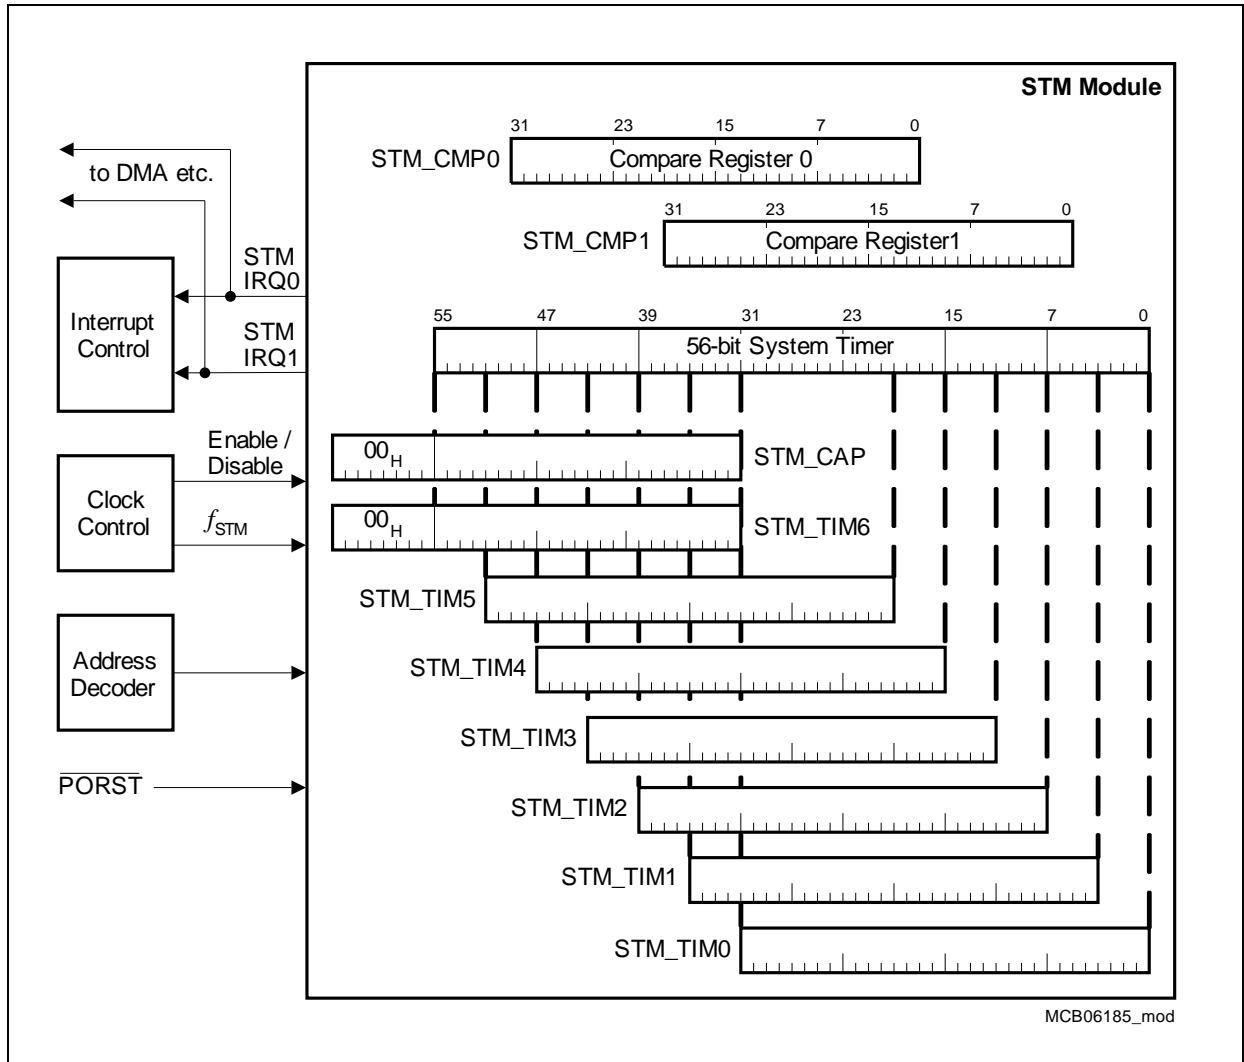 STM Module
31 23 15 7 0
STM_CMP0
Compare Register 0
to DMA etc.
31 23 15 7 0
STM_CMP1
Compare Register1
STM
IRQ0
Interrupt
Control
STM
IRQ1
55 47 39 31 23 15 7 0
56-bit System Timer
Enable /
Disable
Clock
Control
fSTM
00H
STM_CAP
00H
STM_TIM6
STM_TIM5
Address
Decoder
STM_TIM4
STM_TIM3
PORST
STM_TIM2
STM_TIM1
STM_TIM0
MCB06185_mod